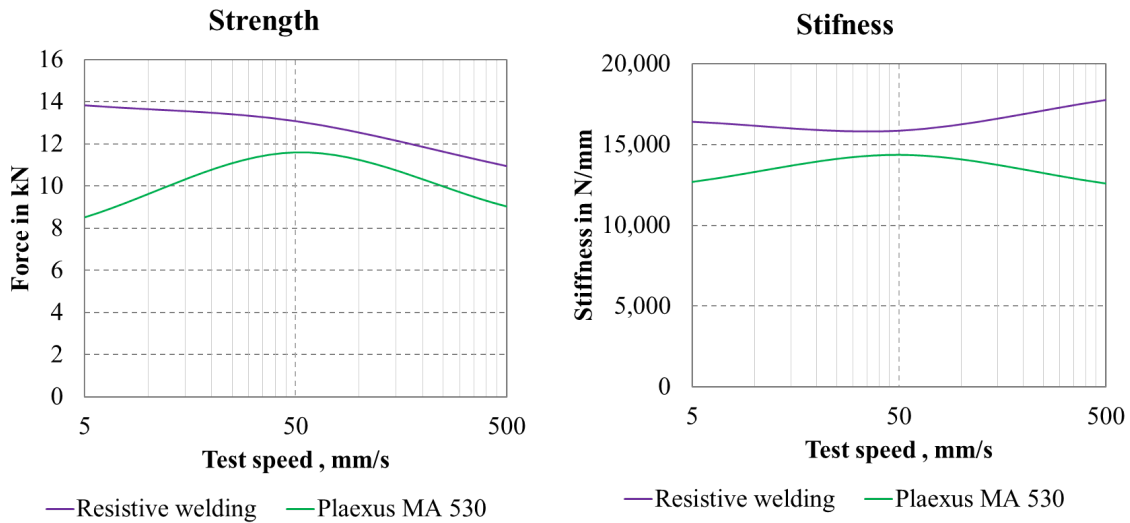 Strength
16
14
12
10
8
6
4
2
0
Force in kN
5 50 500
Test speed , mm/s
Resistive welding Plaexus MA 530
Stifness
20,000
15,000
10,000
5,000
0
Stiffness in N/mm
5 50 500
Test speed , mm/s
Resistive welding Plaexus MA 530